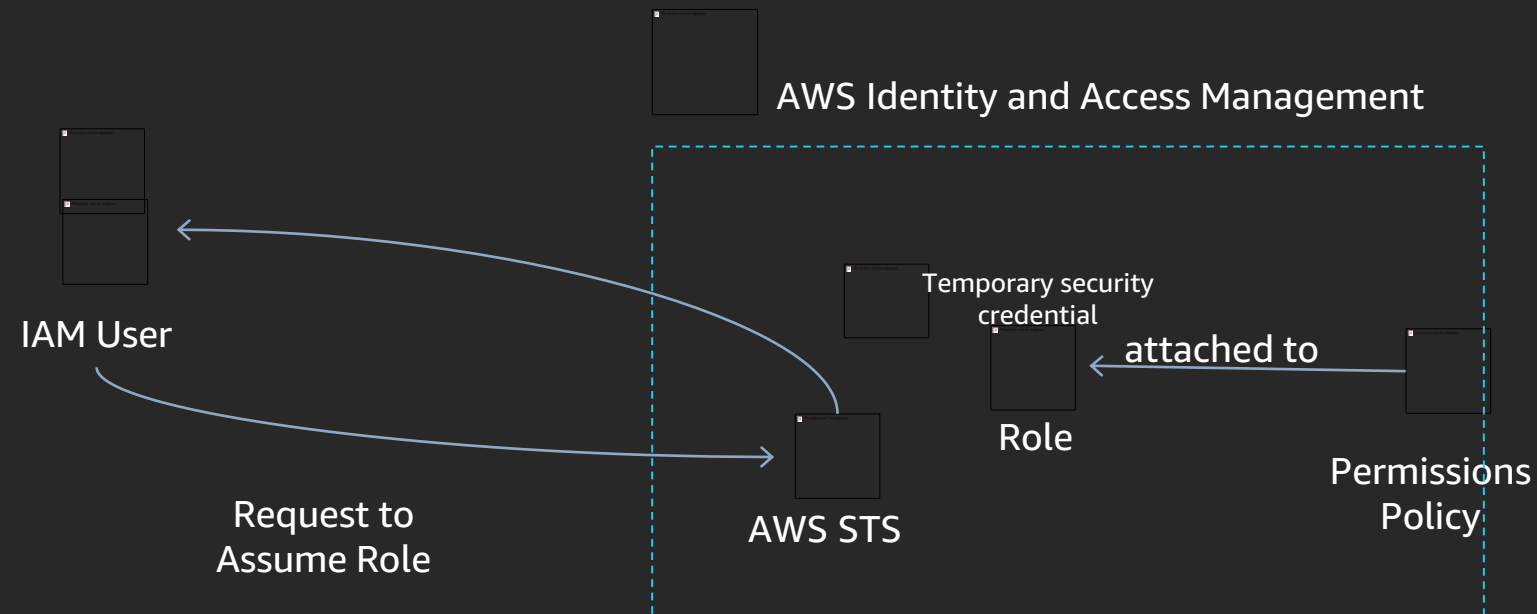 AWS Identity and Access Management
IAM User
Temporary security
credential
attached to
Role
Permissions
Policy
Request to
Assume Role
AWS STS